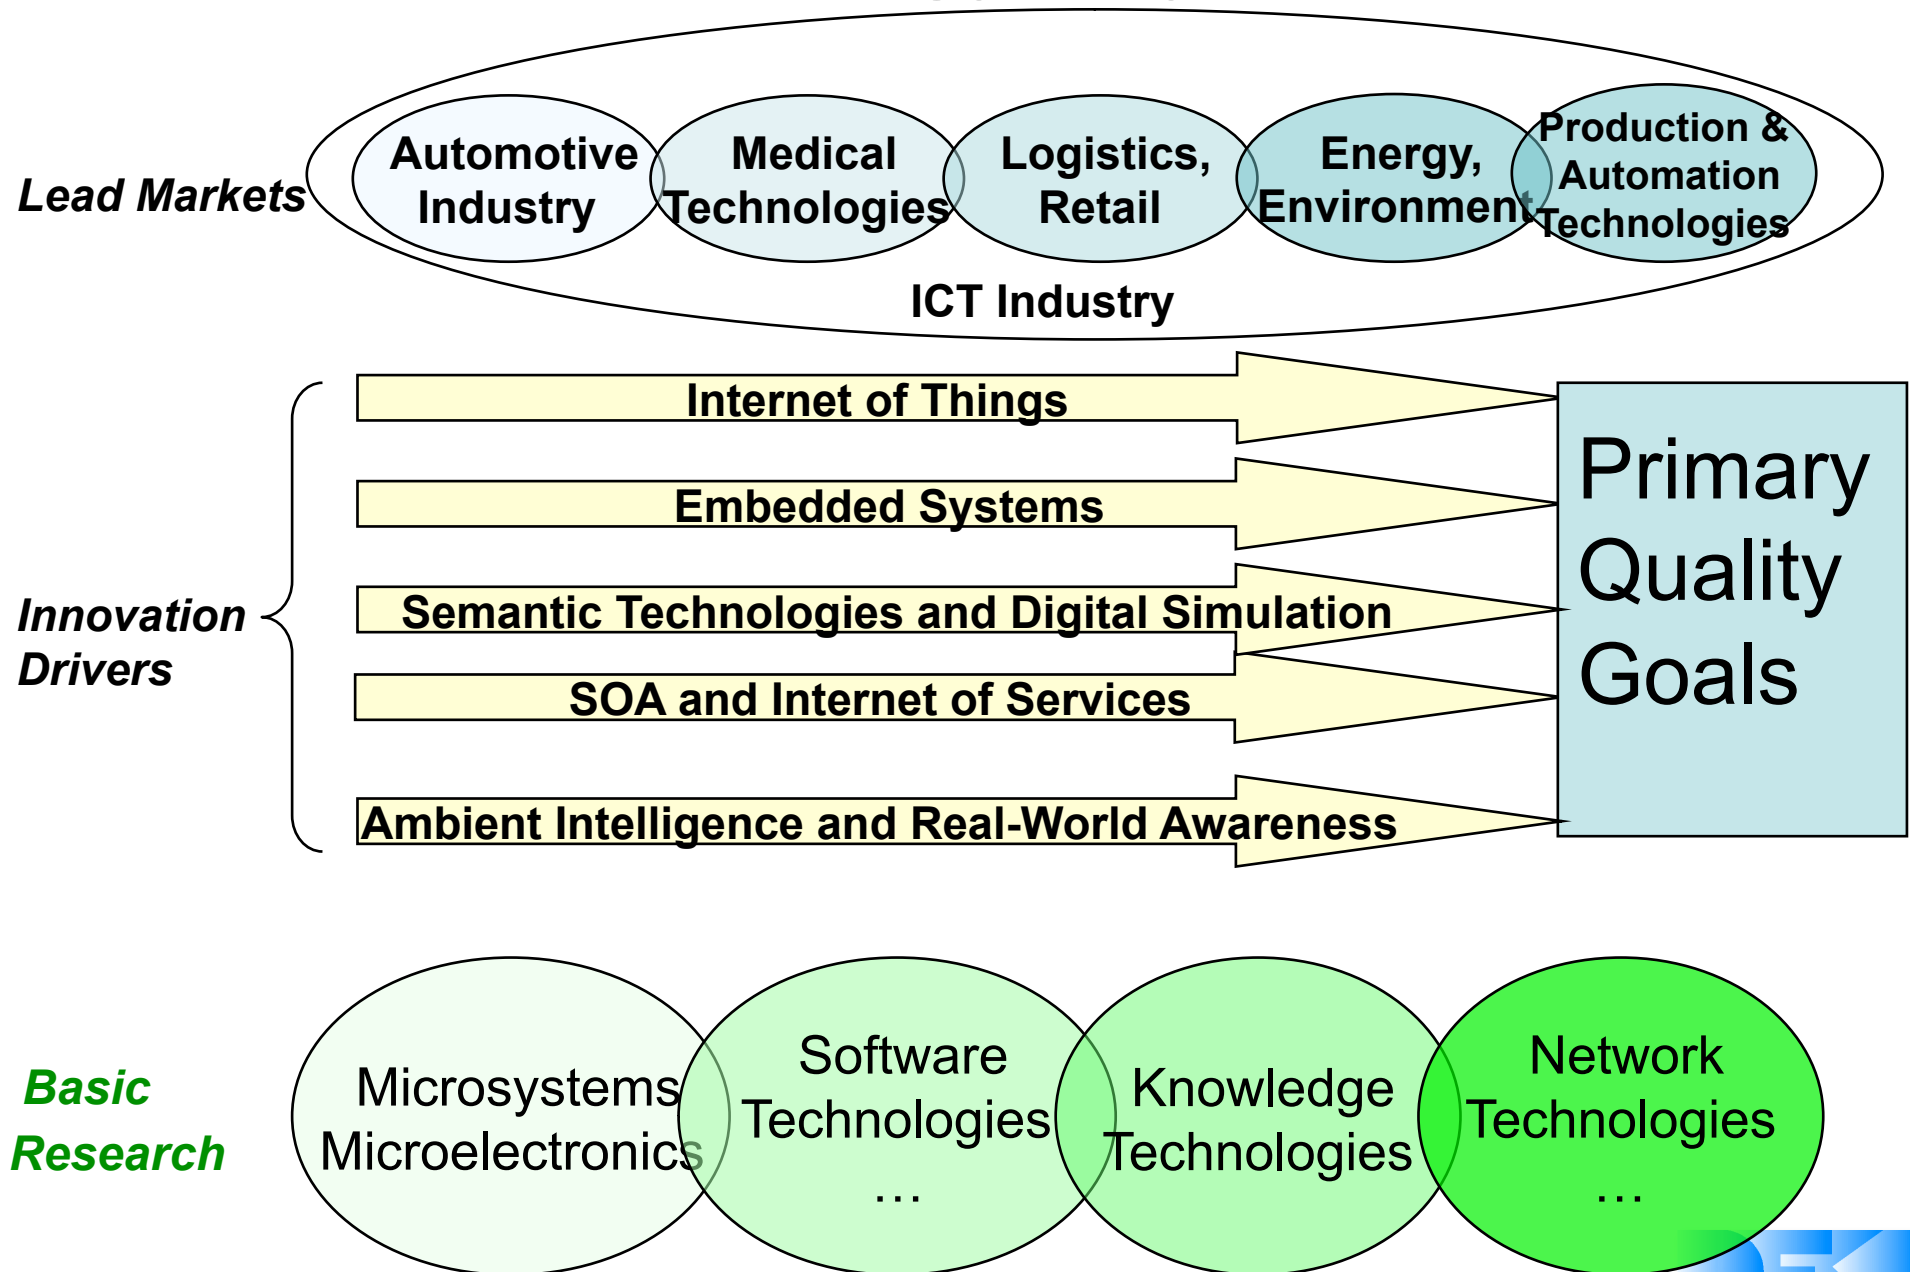 Lead Markets
Automotive
Industry
Medical
Technologies
Logistics,
Retail
Energy,
Environment
Production &
Automation
Technologies
ICT Industry
Innovation
Drivers
Internet of Things
Embedded Systems
Semantic Technologies and Digital Simulation
SOA and Internet of Services
Ambient Intelligence and Real-World Awareness
Primary
Quality
Goals
Basic
Research
Microsystems
Microelectronics
Software
Technologies
…
Knowledge
Technologies
Network
Technologies
…